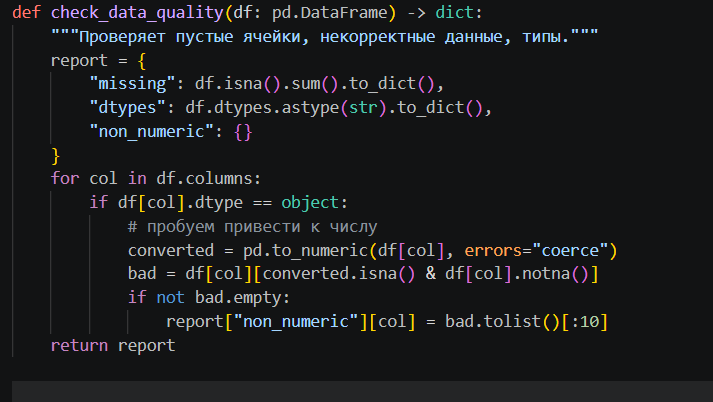 def check_data_quality(df: pd.DataFrame) -> dict:
    """Проверяет пустые ячейки, некорректные данные, типы."""
    report = {
        "missing": df.isna().sum().to_dict(),
        "dtypes": df.dtypes.astype(str).to_dict(),
        "non_numeric": {}
    }
    for col in df.columns:
        if df[col].dtype == object:
            # пробуем привести к числу
            converted = pd.to_numeric(df[col], errors="coerce")
            bad = df[col][converted.isna() & df[col].notna()]
            if not bad.empty:
                report["non_numeric"][col] = bad.tolist()[:10]
    return report